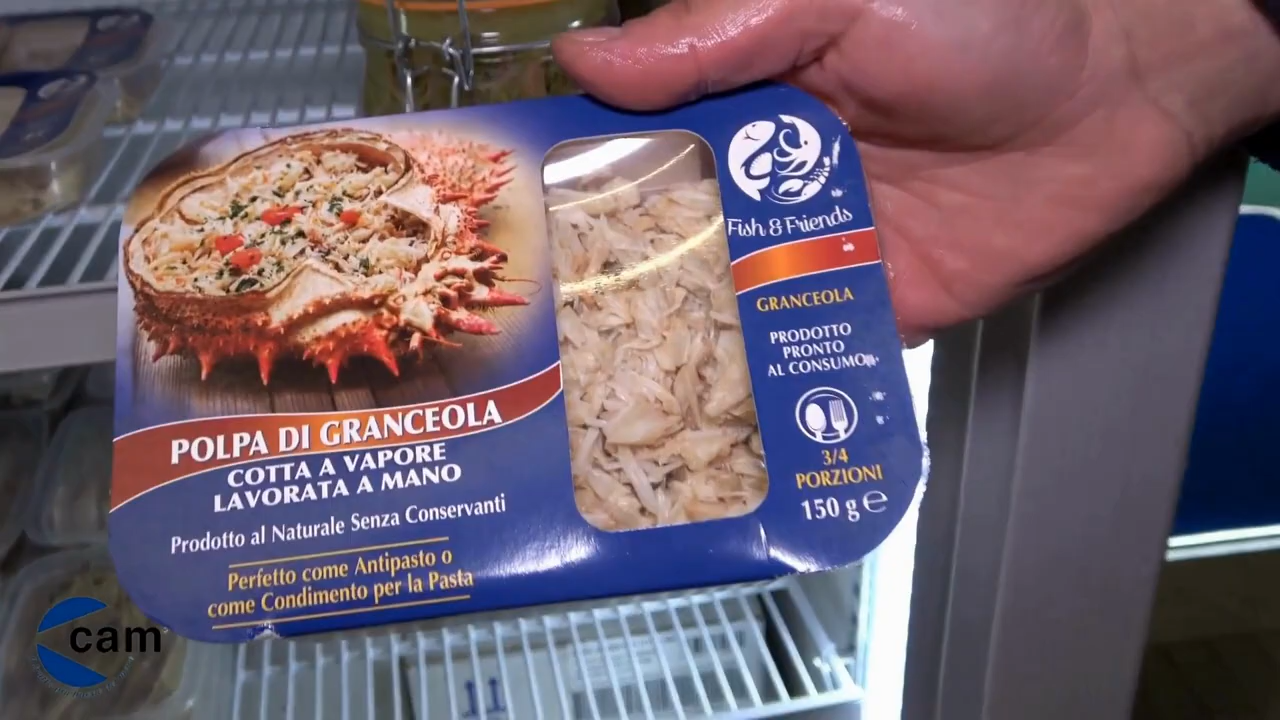 POLPA DI GRANCEOLA
COTTA A VAPORE
LAVORATA A MANO
Prodotto al Naturale Senza Conservanti
Perfetto come Antipasto o
come Condimento per la Pasta
Fish & Friends
GRANCEOLA
PRODOTTO
PRONTO
AL CONSUMO
3/4
PORZIONI
150 g e
cam